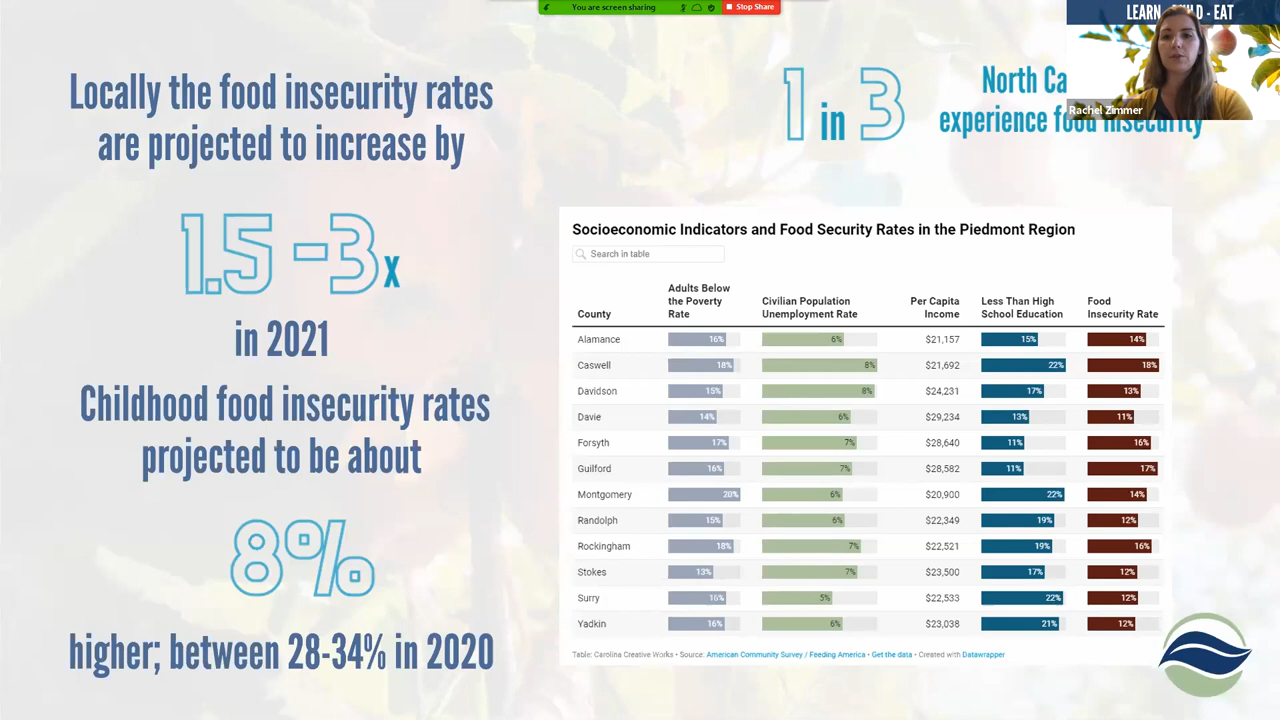 You are screen sharing
Stop Share
LEARN - BUILD - EAT
Rachel Zimmer
Locally the food insecurity rates
are projected to increase by
1.5 - 3x
in 2021
Childhood food insecurity rates
projected to be about
8%
higher; between 28-34% in 2020
1 in 3
North Ca
experience food insecurity
Socioeconomic Indicators and Food Security Rates in the Piedmont Region
Search in table
County Adults Below the Poverty Rate Civilian Population Unemployment Rate Per Capita Income Less Than High School Education Food Insecurity Rate
Alamance 16% 6% $21,157 15% 14%
Caswell 18% 8% $21,692 22% 18%
Davidson 15% 8% $24,231 17% 13%
Davie 14% 6% $29,234 13% 11%
Forsyth 17% 7% $28,640 11% 16%
Guilford 16% 7% $28,582 11% 17%
Montgomery 20% 6% $20,900 22% 14%
Randolph 15% 6% $22,349 19% 12%
Rockingham 18% 7% $22,521 19% 16%
Stokes 13% 7% $23,500 17% 12%
Surry 16% 5% $22,533 22% 12%
Yadkin 16% 6% $23,038 21% 12%
Table: Carolina Creative Works • Source: American Community Survey / Feeding America • Get the data • Created with Datawrapper